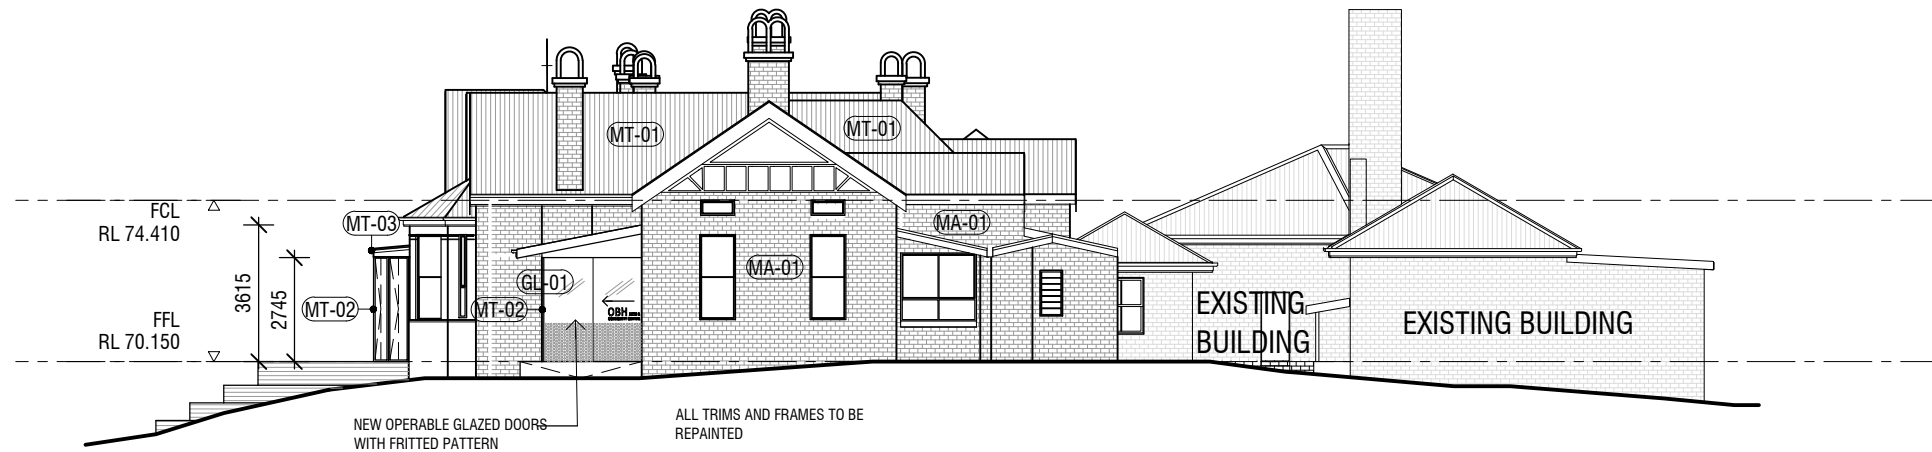 MT-01
MT-01
FCL
RL 74.410
MT-03
MA-01
MA-01
GL-01
3615
2745
MT-02
MT-02
OBH
EXISTING
BUILDING
EXISTING BUILDING
FFL
RL 70.150
NEW OPERABLE GLAZED DOORS
WITH FRITTED PATTERN
ALL TRIMS AND FRAMES TO BE
REPAINTED